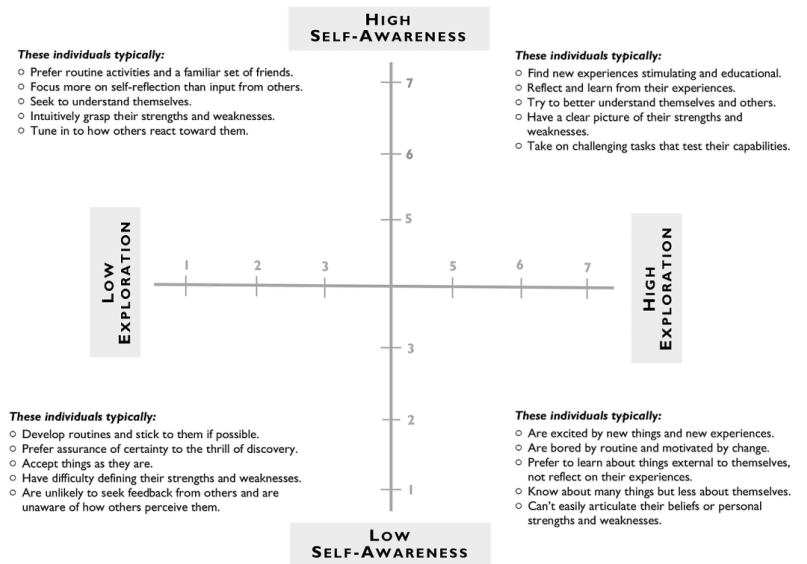 HIGH
SELF-AWARENESS
These individuals typically:
○ Prefer routine activities and a familiar set of friends.
○ Focus more on self-reflection than input from others.
○ Seek to understand themselves.
○ Intuitively grasp their strengths and weaknesses.
○ Tune in to how others react toward them.
These individuals typically:
○ Find new experiences stimulating and educational.
○ Reflect and learn from their experiences.
○ Try to better understand themselves and others.
○ Have a clear picture of their strengths and
weaknesses.
○ Take on challenging tasks that test their capabilities.
7
6
5
LOW
EXPLORATION
1 2 3 5 6 7
HIGH
EXPLORATION
3
2
1
These individuals typically:
○ Develop routines and stick to them if possible.
○ Prefer assurance of certainty to the thrill of discovery.
○ Accept things as they are.
○ Have difficulty defining their strengths and weaknesses.
○ Are unlikely to seek feedback from others and are
unaware of how others perceive them.
These individuals typically:
○ Are excited by new things and new experiences.
○ Are bored by routine and motivated by change.
○ Prefer to learn about things external to themselves,
not reflect on their experiences.
○ Know about many things but less about themselves.
○ Can't easily articulate their beliefs or personal
strengths and weaknesses.
LOW
SELF-AWARENESS